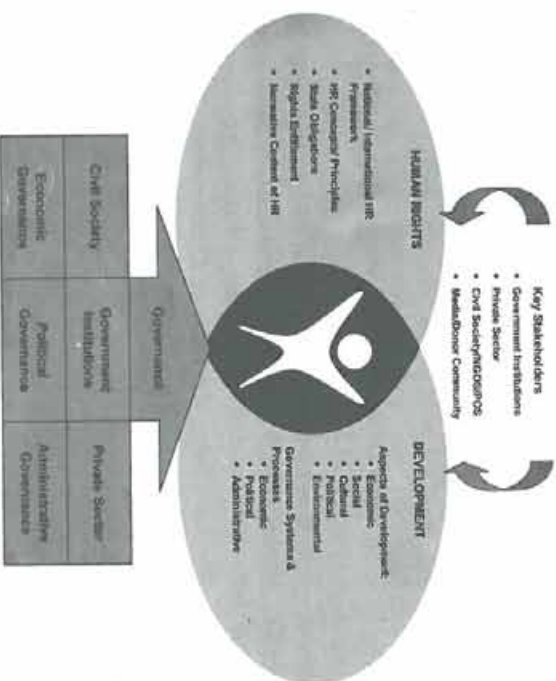 Key Stakeholders
• Government Institutions
• Private Sector
• Civil Society/NGOS/POS
• Media/Donor Community
HUMAN RIGHTS
• National/ International HR
Framework
• HR Concepts/ Principles
• State Obligations
• Rights Entitlement
• Normative Content of HR
DEVELOPMENT
Aspects of Development:
• Economic
• Social
• Cultural
• Political
• Environmental
Governance Systems &
Processes
• Economic
• Political
• Administrative
Governance
Civil Society
Government
Institutions
Private Sector
Economic
Governance
Political
Governance
Administrative
Governance